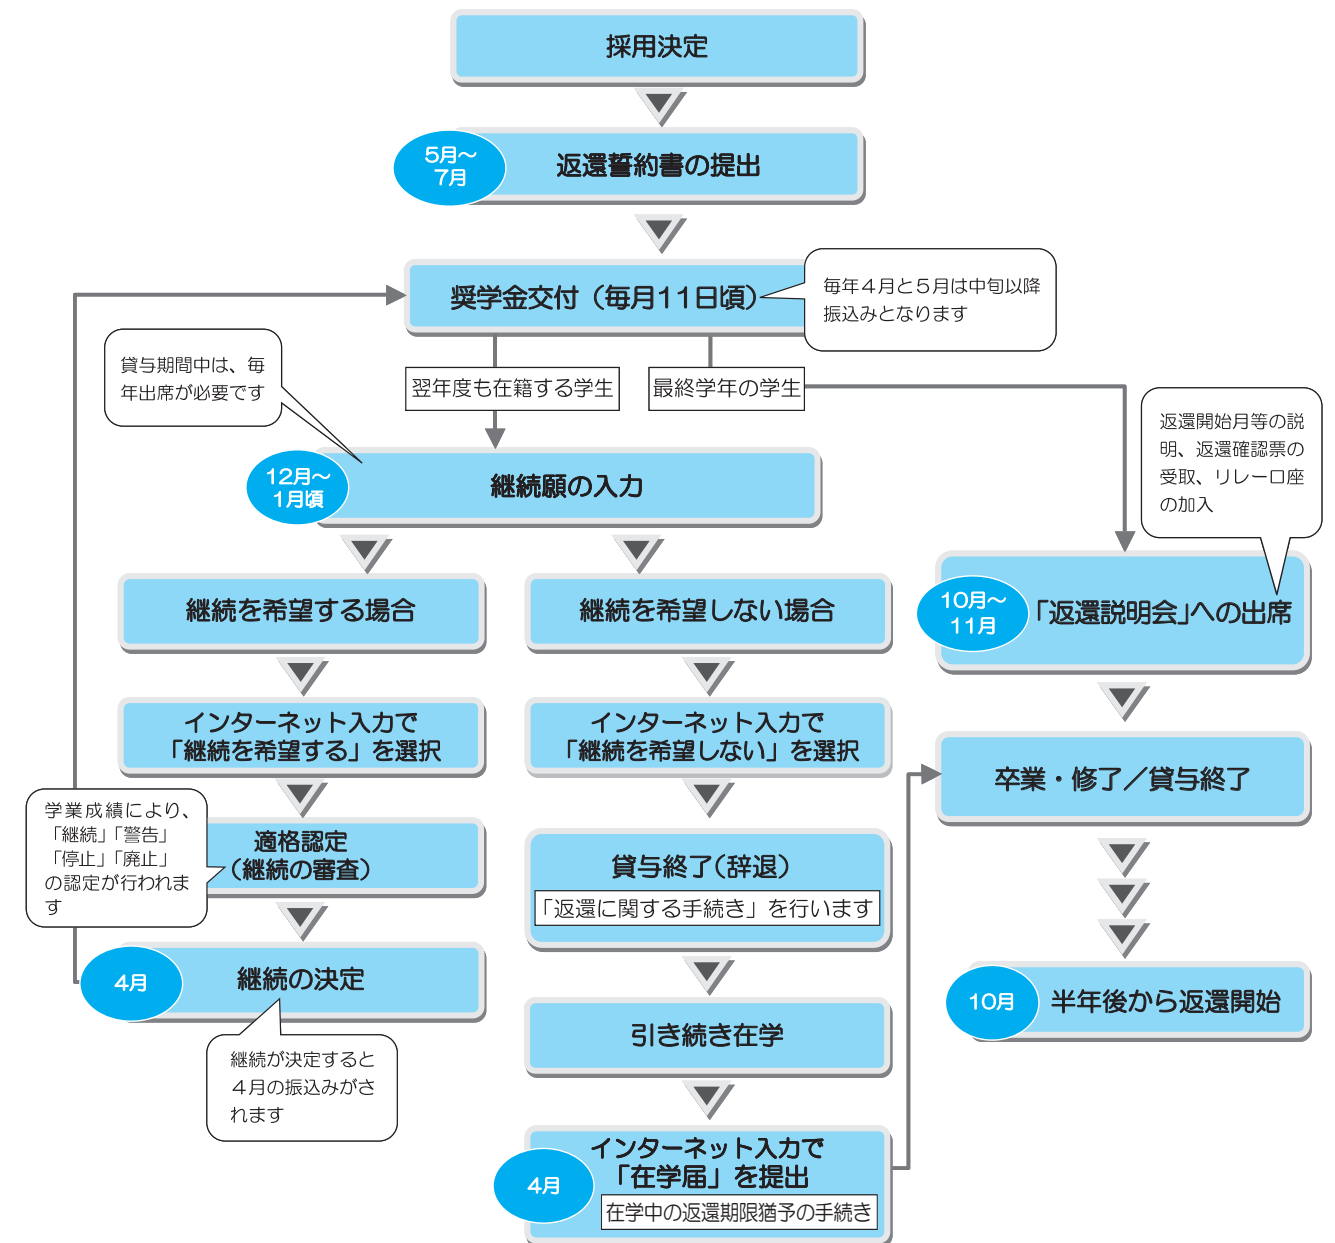 採用決定
5月～
7月
返還誓約書の提出
奨学金交付（毎月11日頃）
毎年４月と５月は中旬以降
振込みとなります
貸与期間中は、毎
年出席が必要です
翌年度も在籍する学生
最終学年の学生
返還開始月等の説
明、返還確認票の
受取、リレー口座
の加入
12月～
1月頃
継続願の入力
継続を希望する場合
継続を希望しない場合
10月～
11月
「返還説明会」への出席
インターネット入力で
「継続を希望する」を選択
インターネット入力で
「継続を希望しない」を選択
卒業・修了／貸与終了
学業成績により、
「継続」「警告」
「停止」「廃止」
の認定が行われま
す
適格認定
（継続の審査）
貸与終了（辞退）
「返還に関する手続き」を行います
4月
継続の決定
10月
半年後から返還開始
引き続き在学
継続が決定すると
４月の振込みがさ
れます
インターネット入力で
「在学届」を提出
4月
在学中の返還期限猶予の手続き